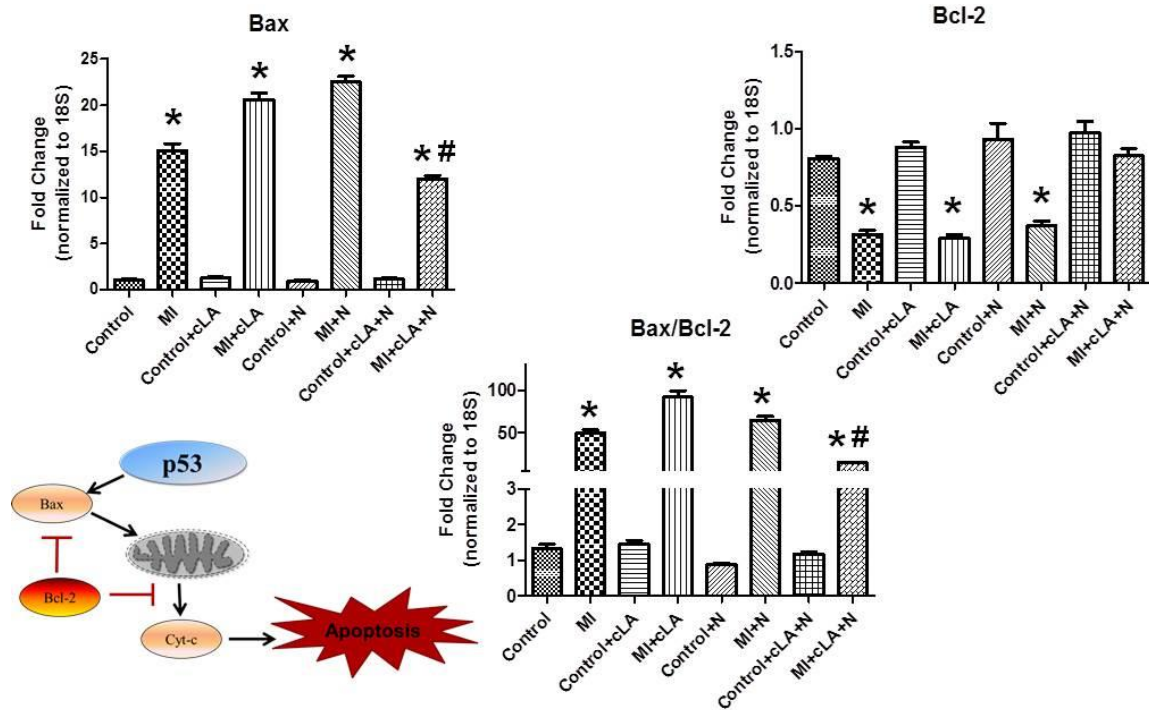 Bax
Fold Change
(normalized to 18S)
25
20
15
10
5
0
*
*
*
* #
Control
MI
Control+cLA
MI+cLA
Control+N
MI+N
Control+cLA+N
MI+cLA+N
Bcl-2
Fold Change
(normalized to 18S)
1.5
1.0
0.5
0.0
*
*
*
Control
MI
Control+cLA
MI+cLA
Control+N
MI+N
Control+cLA+N
MI+cLA+N
Bax/Bcl-2
Fold Change
(normalized to 18S)
100
50
3
2
1
0
*
*
*
* #
Control
MI
Control+cLA
MI+cLA
Control+N
MI+N
Control+cLA+N
MI+cLA+N
p53
Bax
Bcl-2
Cyt-c
Apoptosis